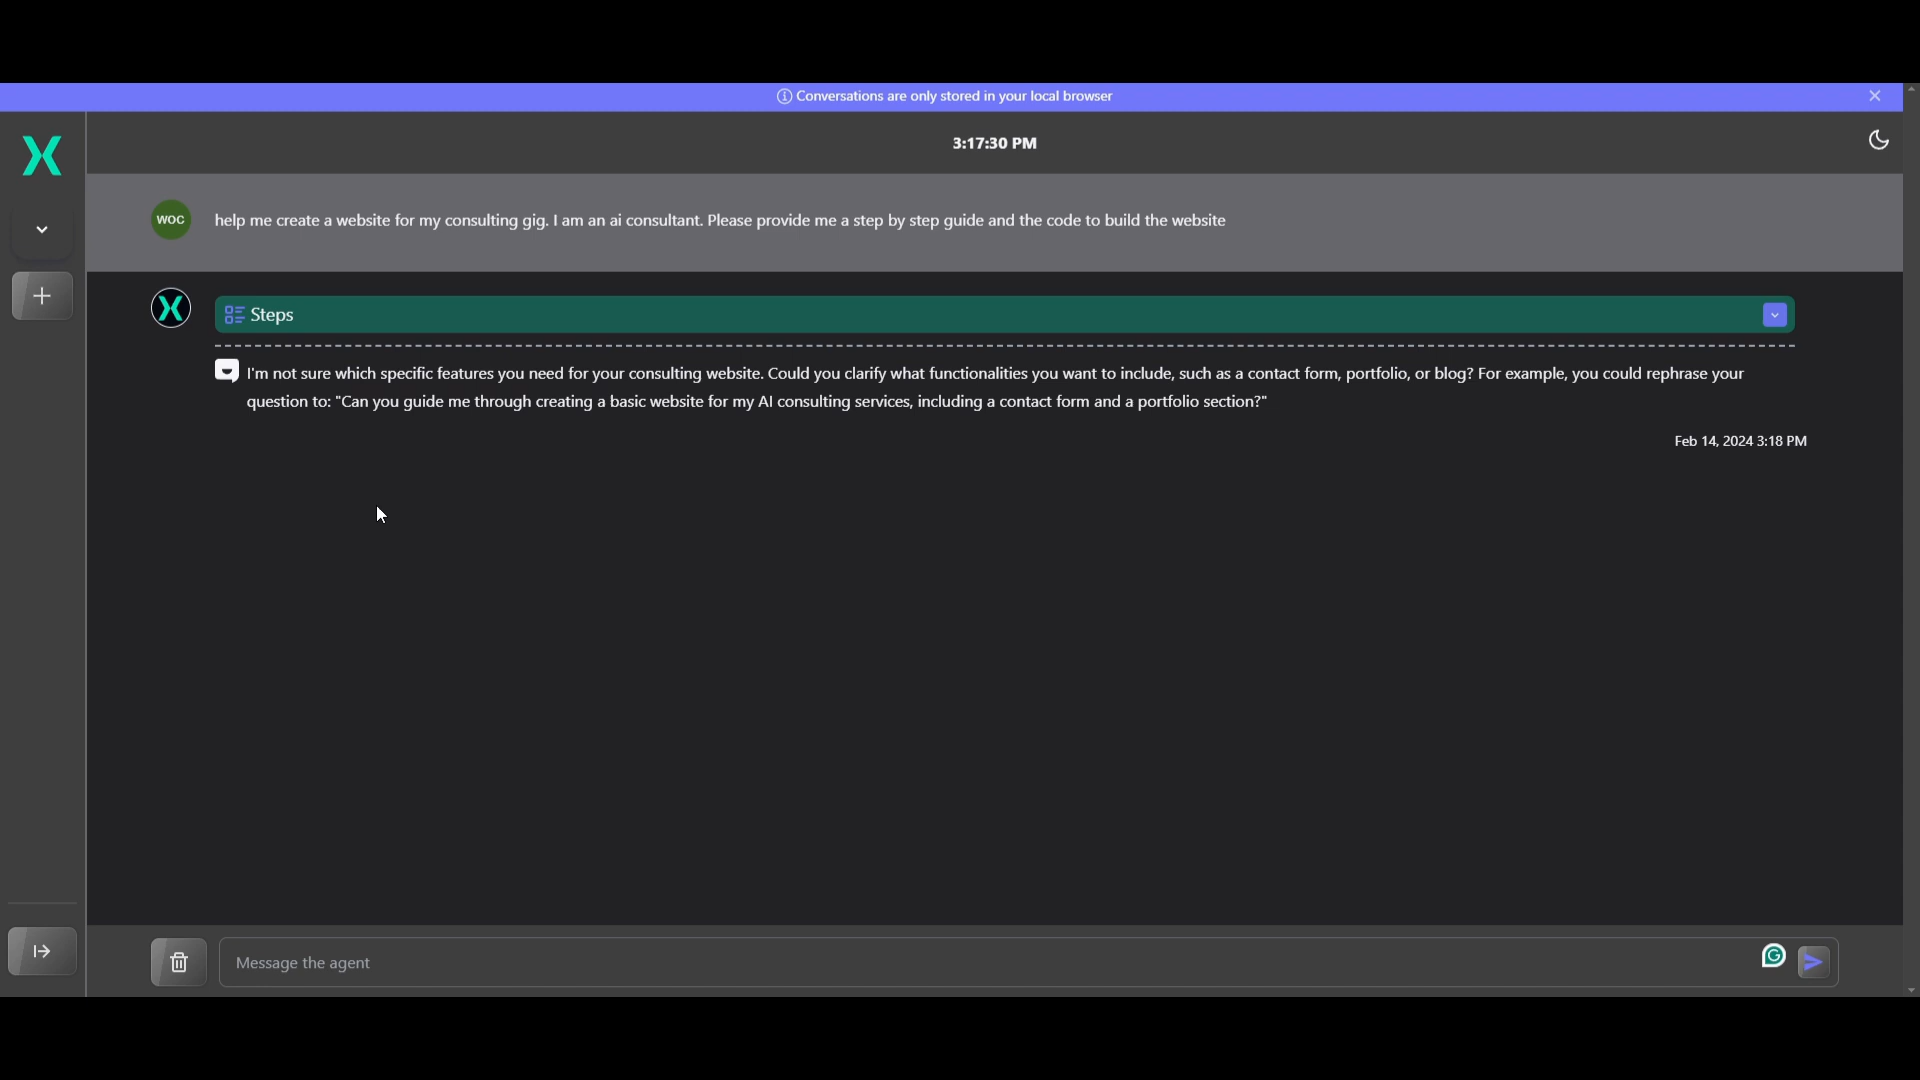 Conversations are only stored in your local browser
3:17:30 PM
WOC
help me create a website for my consulting gig. I am an ai consultant. Please provide me a step by step guide and the code to build the website
Steps
I'm not sure which specific features you need for your consulting website. Could you clarify what functionalities you want to include, such as a contact form, portfolio, or blog? For example, you could rephrase your
question to: "Can you guide me through creating a basic website for my AI consulting services, including a contact form and a portfolio section?"
Feb 14, 2024 3:18 PM
Message the agent